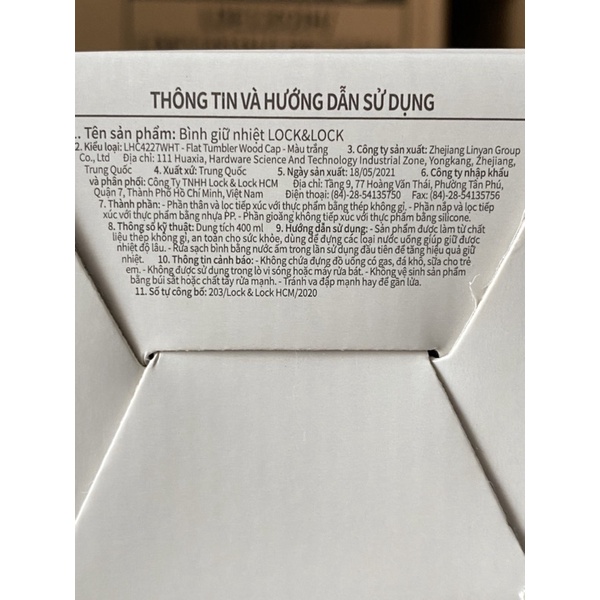 THÔNG TIN VÀ HƯỚNG DẪN SỬ DỤNG
1. Tên sản phẩm: Bình giữ nhiệt LOCK&LOCK
2. Kiểu loại: LHC4227WHT - Flat Tumbler Wood Cap - Màu trắng 3. Công ty sản xuất: Zhejiang Linyan Group
Co., Ltd Địa chỉ: 111 Huaxia, Hardware Science And Technology Industrial Zone, Yongkang, Zhejiang,
Trung Quốc 4. Xuất xứ: Trung Quốc 5. Ngày sản xuất: 18/05/2021 6. Công ty nhập khẩu
và phân phối: Công Ty TNHH Lock & Lock HCM Địa chỉ: Tầng 9, 77 Hoàng Văn Thái, Phường Tân Phú,
Quận 7, Thành Phố Hồ Chí Minh, Việt Nam Điện thoại: (84)-28-54135750 Fax: (84)-28-54135756
7. Thành phần: - Phần thân và lọc tiếp xúc với thực phẩm bằng thép không gỉ. - Phần nắp và lọc tiếp
xúc với thực phẩm bằng nhựa PP. - Phần gioăng không tiếp xúc với thực phẩm bằng silicone.
8. Thông số kỹ thuật: Dung tích 400 ml 9. Hướng dẫn sử dụng: - Sản phẩm được làm từ chất
liệu thép không gỉ, an toàn cho sức khỏe, dùng để đựng các loại nước uống giúp giữ được
nhiệt độ lâu. - Rửa sạch bình bằng nước ấm trong lần sử dụng đầu tiên để tăng hiệu quả giữ
nhiệt. 10. Thông tin cảnh báo: - Không chứa đựng đồ uống có gas, đá khô, sữa cho trẻ
em. - Không được sử dụng trong lò vi sóng hoặc máy rửa bát. - Không vệ sinh sản phẩm
bằng búi sắt hoặc chất tẩy rửa mạnh. - Tránh va đập mạnh hay để gần lửa.
11. Số tự công bố: 203/Lock & Lock HCM/2020